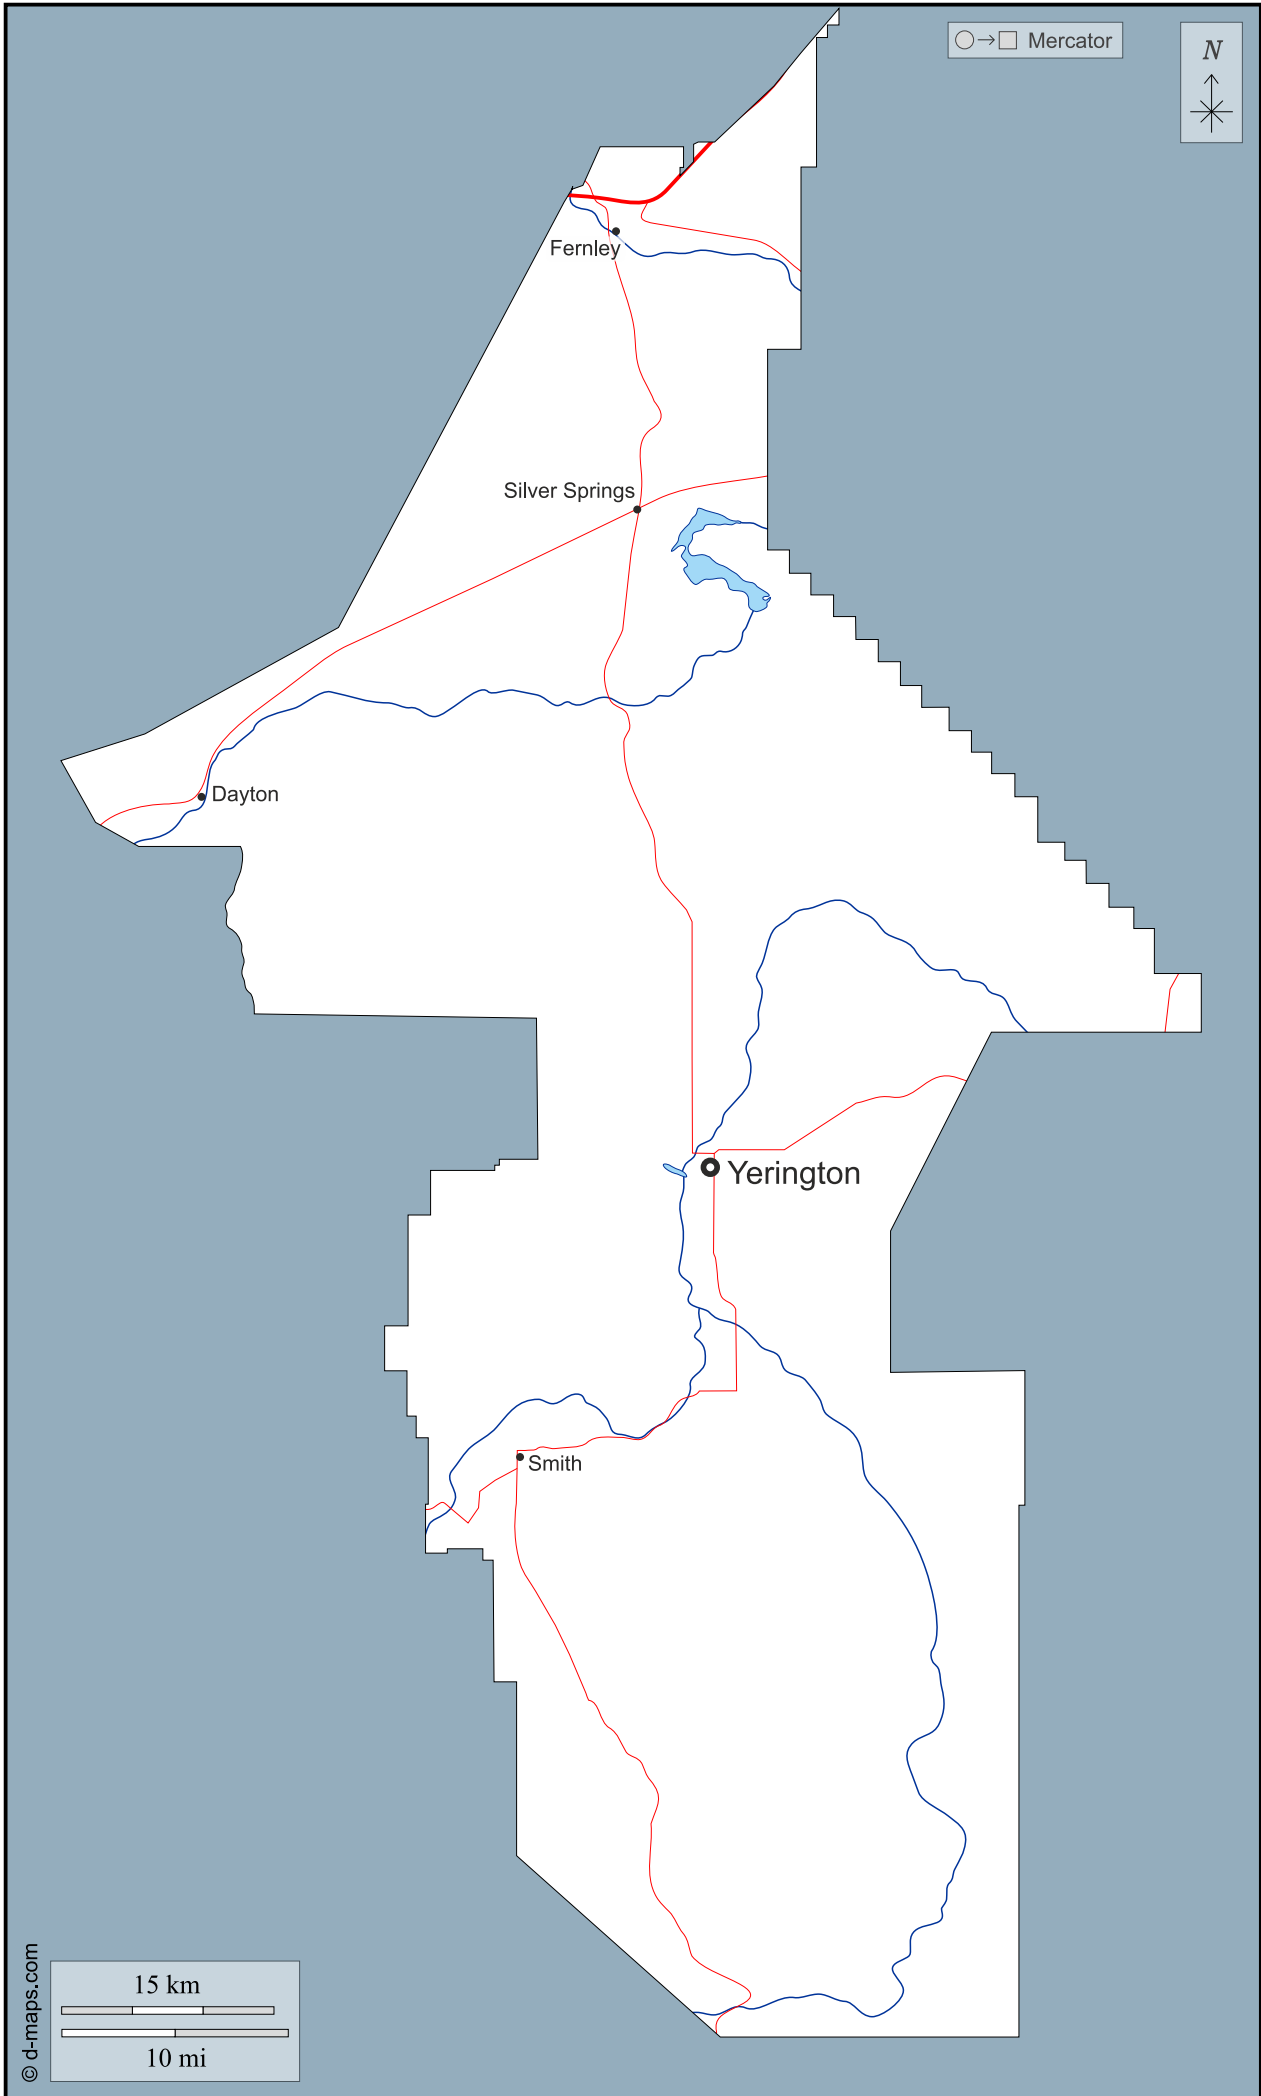 Mercator
N
Fernley
Silver Springs
Dayton
Yerington
Smith
15 km
10 mi
© d-maps.com